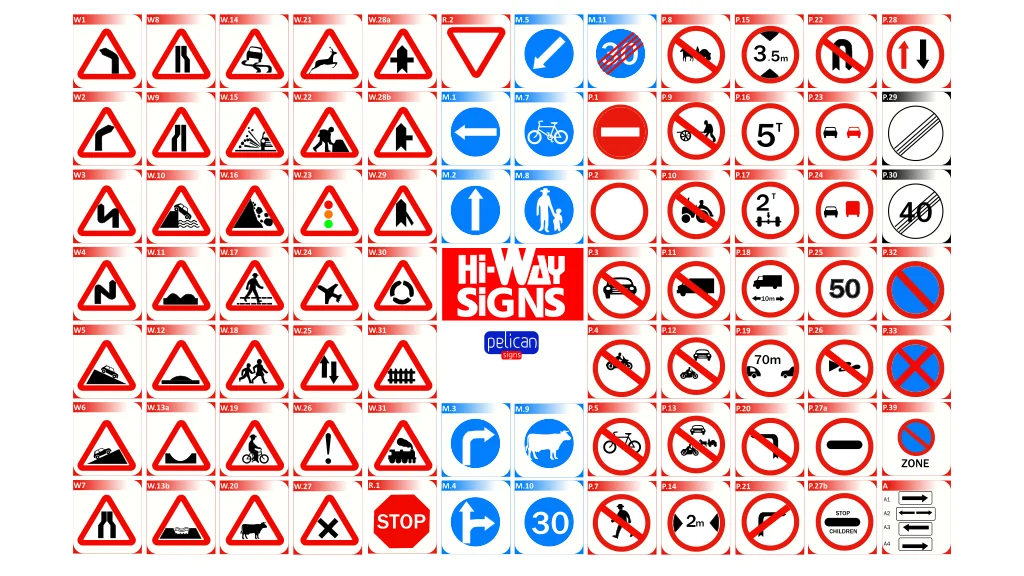 W1 W8 W.14 W.21 W.28a R.2 M.5 M.11 P.8 P.15 P.22 P.28
30 3.5m
W2 W9 W.15 W.22 W.28b M.1 M.7 P.1 P.9 P.16 P.23 P.29
5T
W3 W.10 W.16 W.23 W.29 M.2 M.8 P.2 P.10 P.17 P.24 P.30
2T 40
W4 W.11 W.17 W.24 W.30 Hi-WAY P.3 P.11 P.18 P.25 P.32
SiGNS 10m 50
W5 W.12 W.18 W.25 W.31 pelican P.4 P.12 P.19 P.26 P.33
signs 70m
W6 W.13a W.19 W.26 W.31 M.3 M.9 P.5 P.13 P.20 P.27a P.39
! ZONE
W7 W.13b W.20 W.27 R.1 M.4 M.10 P.7 P.14 P.21 P.27b A
STOP 30 2m STOP CHILDREN A1
A2
A3
A4